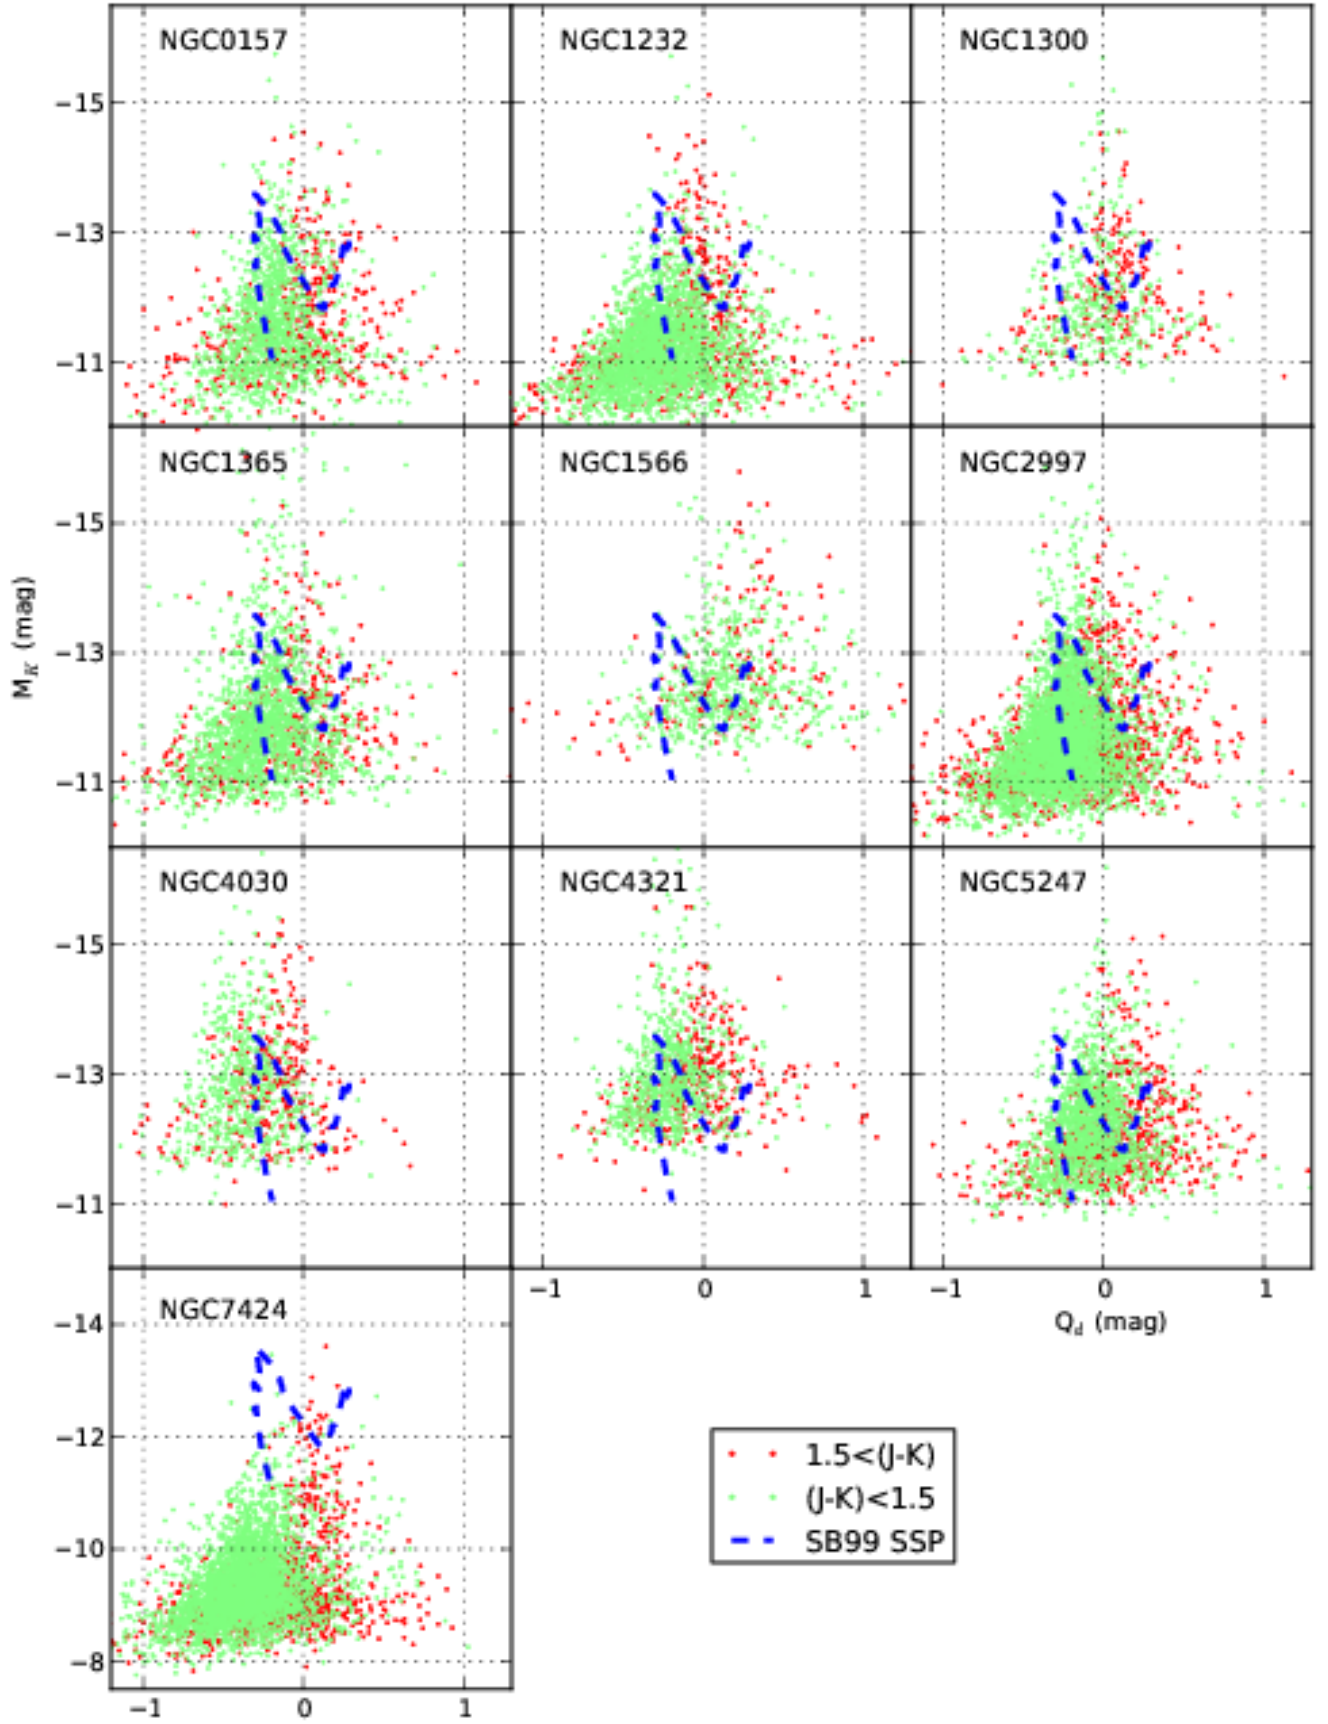 NGC0157
NGC1232
NGC1300
−15
−13
−11
NGC1365
NGC1566
NGC2997
−15
−13
−11
M_K (mag)
NGC4030
NGC4321
NGC5247
−15
−13
−11
−1 0 1
−1 0 1
Q_d (mag)
NGC7424
−14
−12
−10
−8
−1 0 1
1.5<(J-K)
(J-K)<1.5
SB99 SSP